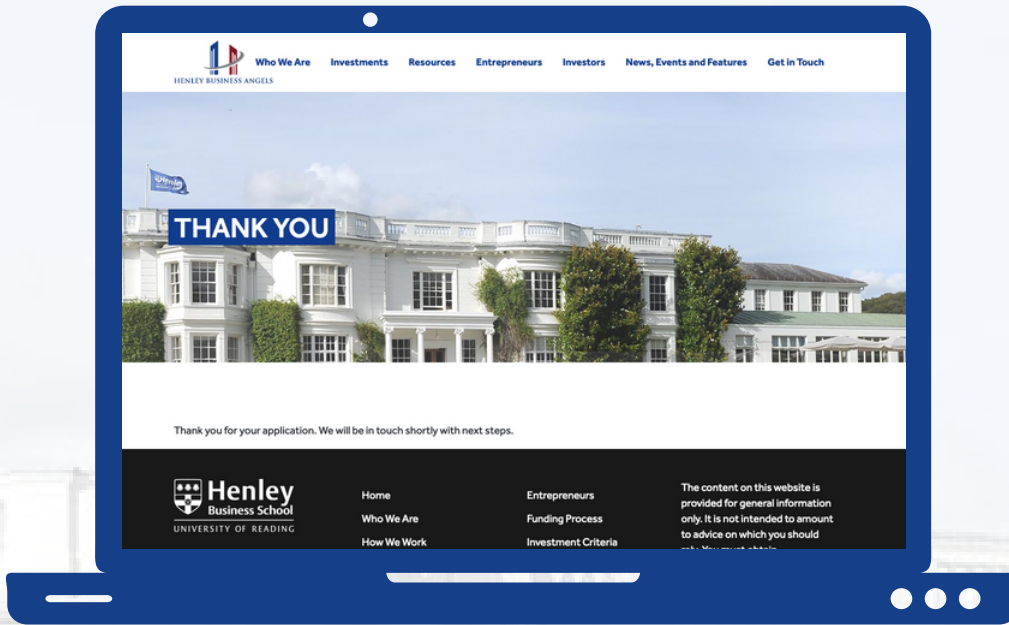 HENLEY BUSINESS ANGELS
Who We Are Investments Resources Entrepreneurs Investors News, Events and Features Get in Touch
Henley
THANK YOU
Thank you for your application. We will be in touch shortly with next steps.
Henley
Business School
UNIVERSITY OF READING
Home
Who We Are
How We Work
Entrepreneurs
Funding Process
Investment Criteria
The content on this website is
provided for general information
only. It is not intended to amount
to advice on which you should